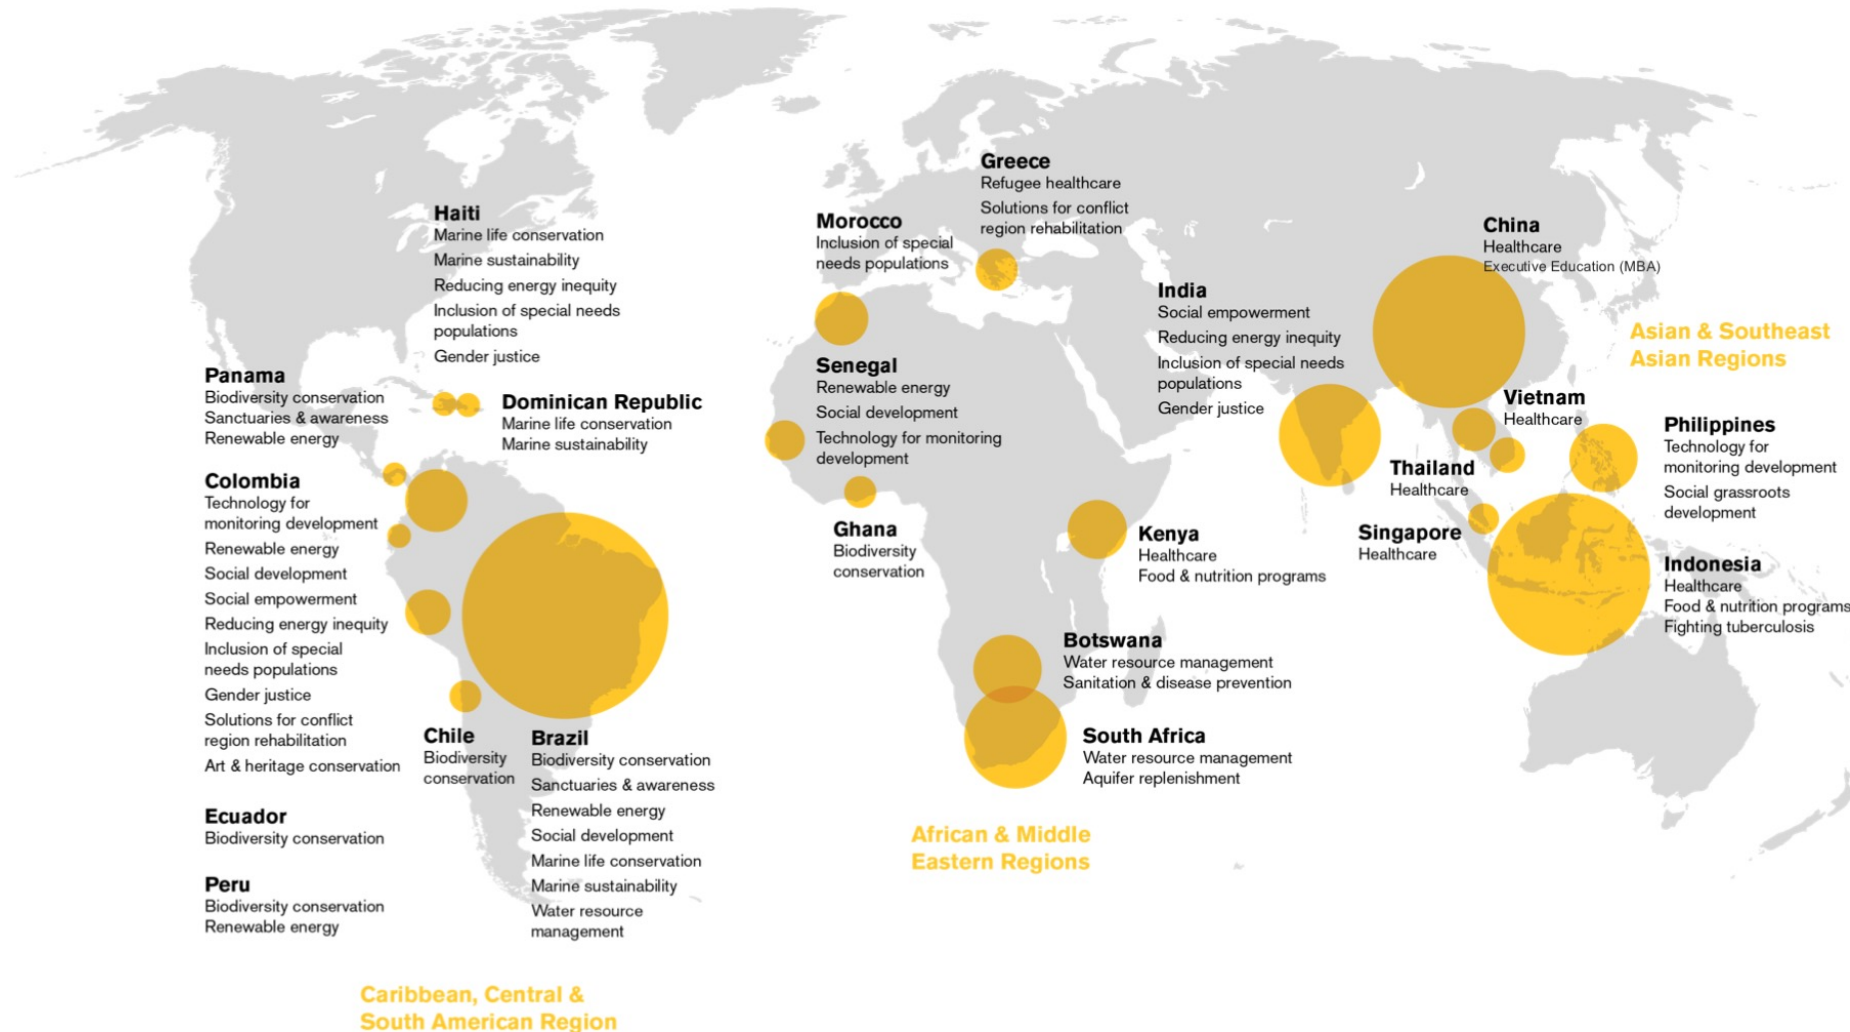 Haiti
Marine life conservation
Marine sustainability
Reducing energy inequity
Inclusion of special needs
populations
Gender justice
Panama
Biodiversity conservation
Sanctuaries & awareness
Renewable energy
Dominican Republic
Marine life conservation
Marine sustainability
Colombia
Technology for
monitoring development
Renewable energy
Social development
Social empowerment
Reducing energy inequity
Inclusion of special
needs populations
Gender justice
Solutions for conflict
region rehabilitation
Art & heritage conservation
Ecuador
Biodiversity conservation
Peru
Biodiversity conservation
Renewable energy
Chile
Biodiversity
conservation
Brazil
Biodiversity conservation
Sanctuaries & awareness
Renewable energy
Social development
Marine life conservation
Marine sustainability
Water resource
management
Caribbean, Central &
South American Region
Greece
Refugee healthcare
Solutions for conflict
region rehabilitation
Morocco
Inclusion of special
needs populations
Senegal
Renewable energy
Social development
Technology for monitoring
development
Ghana
Biodiversity
conservation
Kenya
Healthcare
Food & nutrition programs
Botswana
Water resource management
Sanitation & disease prevention
South Africa
Water resource management
Aquifer replenishment
African & Middle
Eastern Regions
India
Social empowerment
Reducing energy inequity
Inclusion of special needs
populations
Gender justice
China
Healthcare
Executive Education (MBA)
Asian & Southeast
Asian Regions
Vietnam
Healthcare
Thailand
Healthcare
Singapore
Healthcare
Philippines
Technology for
monitoring development
Social grassroots
development
Indonesia
Healthcare
Food & nutrition programs
Fighting tuberculosis